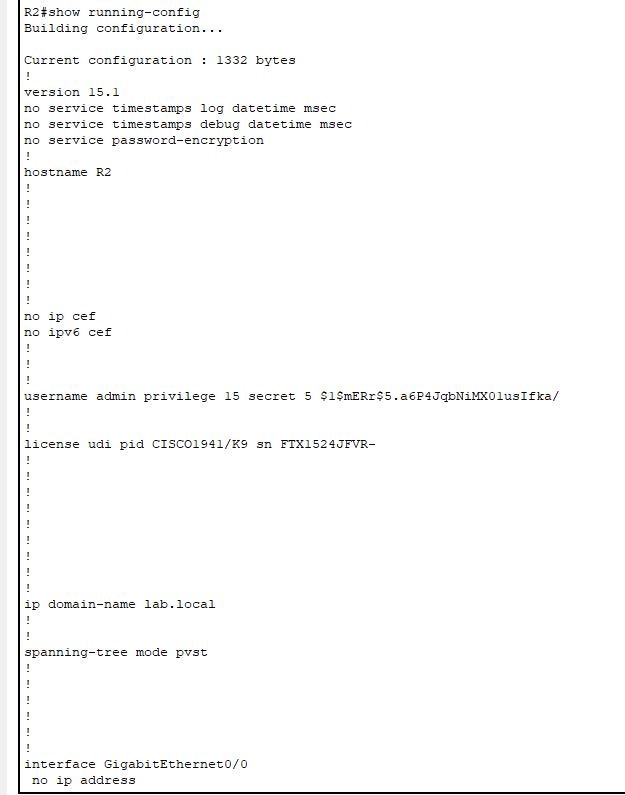 R2#show running-config
Building configuration...
Current configuration : 1332 bytes
!
version 15.1
no service timestamps log datetime msec
no service timestamps debug datetime msec
no service password-encryption
!
hostname R2
!
!
!
!
!
!
!
!
no ip cef
no ipv6 cef
!
!
!
username admin privilege 15 secret 5 $1$mERr$5.a6P4JqbNiMX01usIfka/
!
!
license udi pid CISCO1941/K9 sn FTX1524JFVR-
!
!
!
!
!
!
!
!
!
ip domain-name lab.local
!
!
spanning-tree mode pvst
!
!
!
!
!
!
interface GigabitEthernet0/0
 no ip address